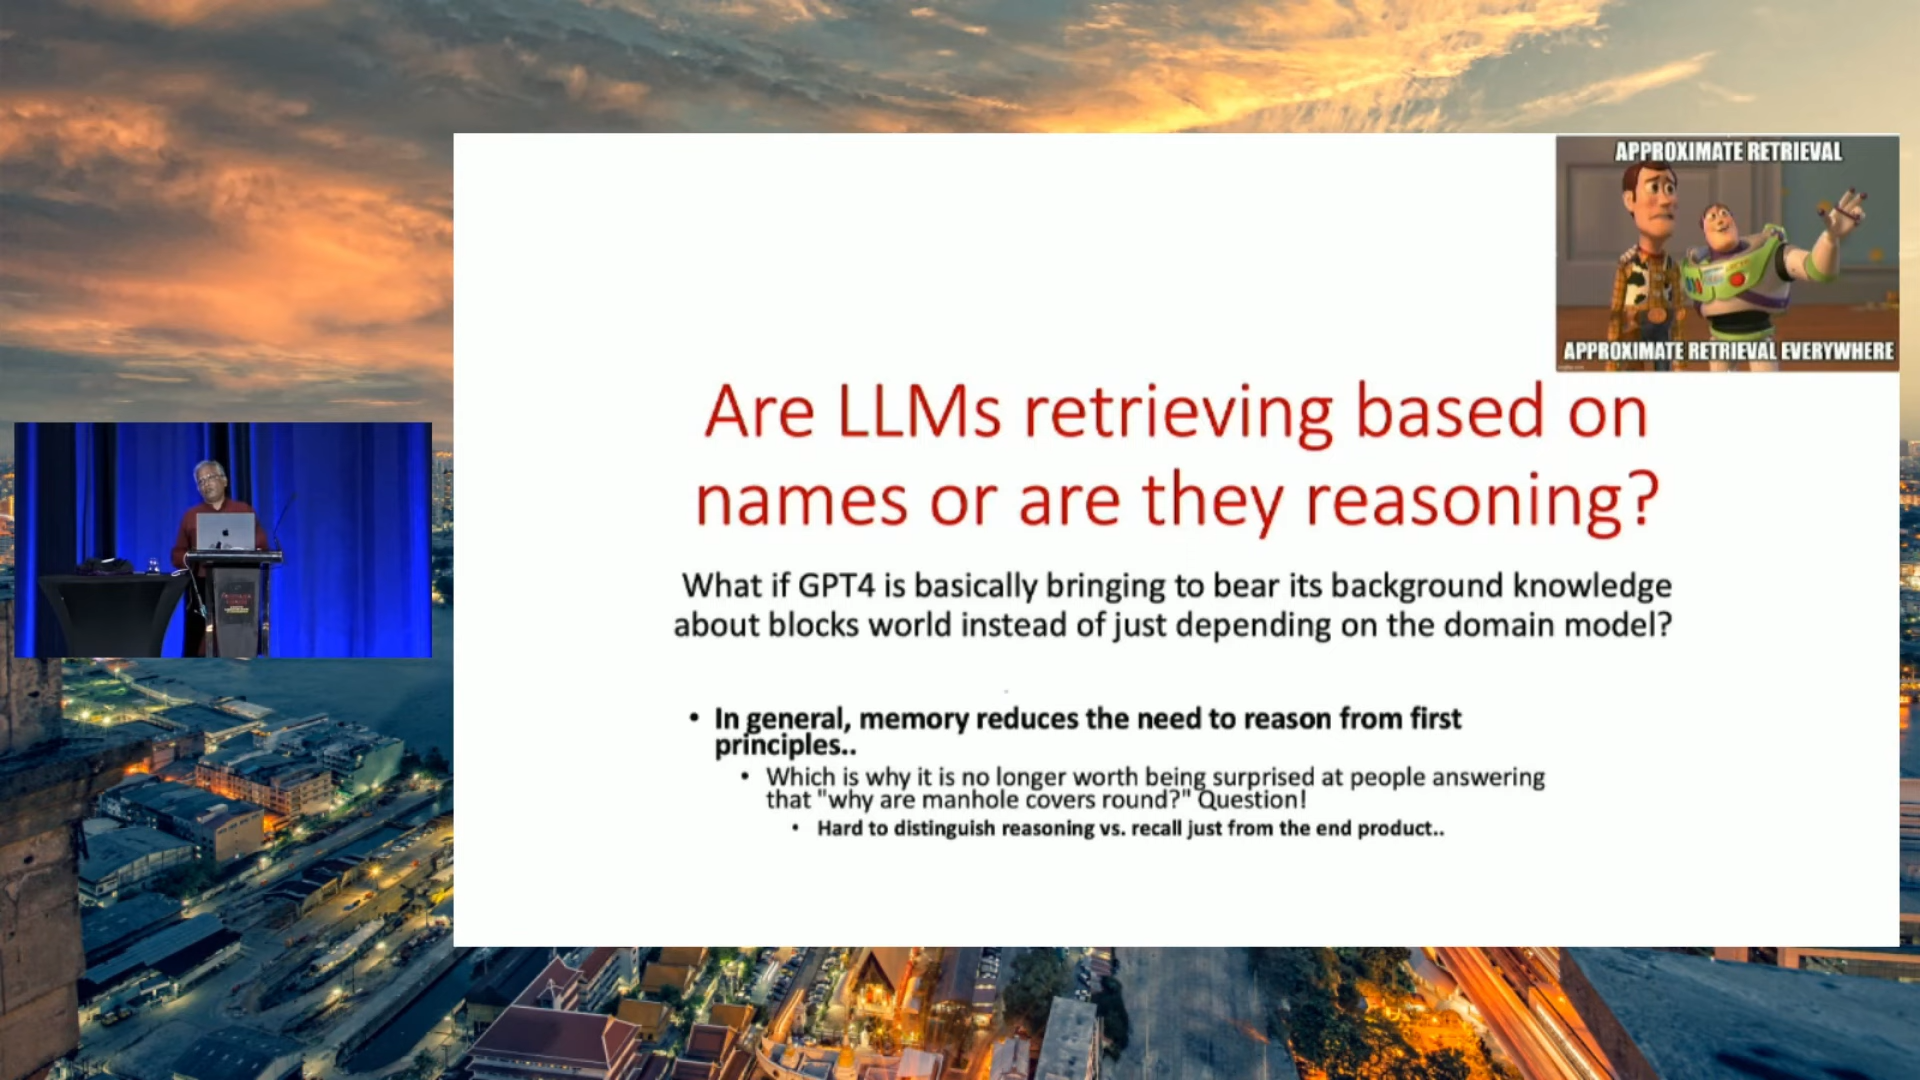 APPROXIMATE RETRIEVAL
APPROXIMATE RETRIEVAL EVERYWHERE
Are LLMs retrieving based on
names or are they reasoning?
What if GPT4 is basically bringing to bear its background knowledge
about blocks world instead of just depending on the domain model?
• In general, memory reduces the need to reason from first
principles..
• Which is why it is no longer worth being surprised at people answering
that "why are manhole covers round?" Question!
• Hard to distinguish reasoning vs. recall just from the end product..